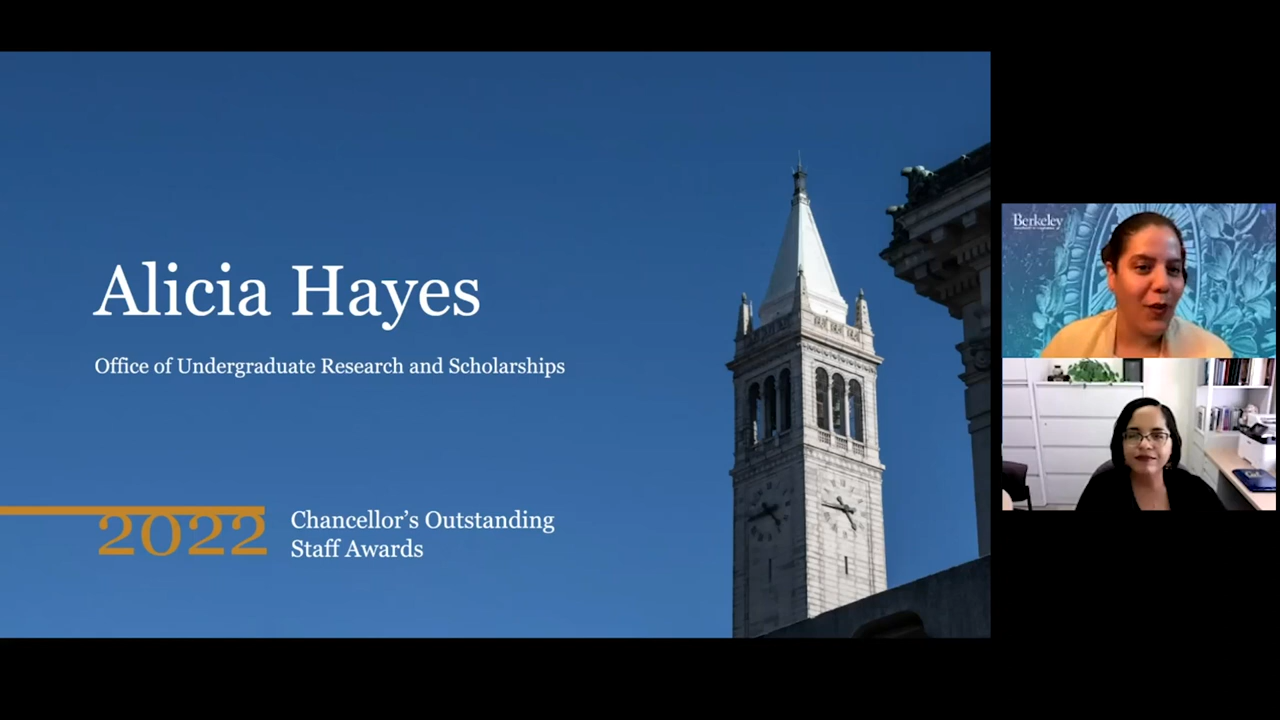 Alicia Hayes
Office of Undergraduate Research and Scholarships
2022
Chancellor’s Outstanding
Staff Awards
Berkeley